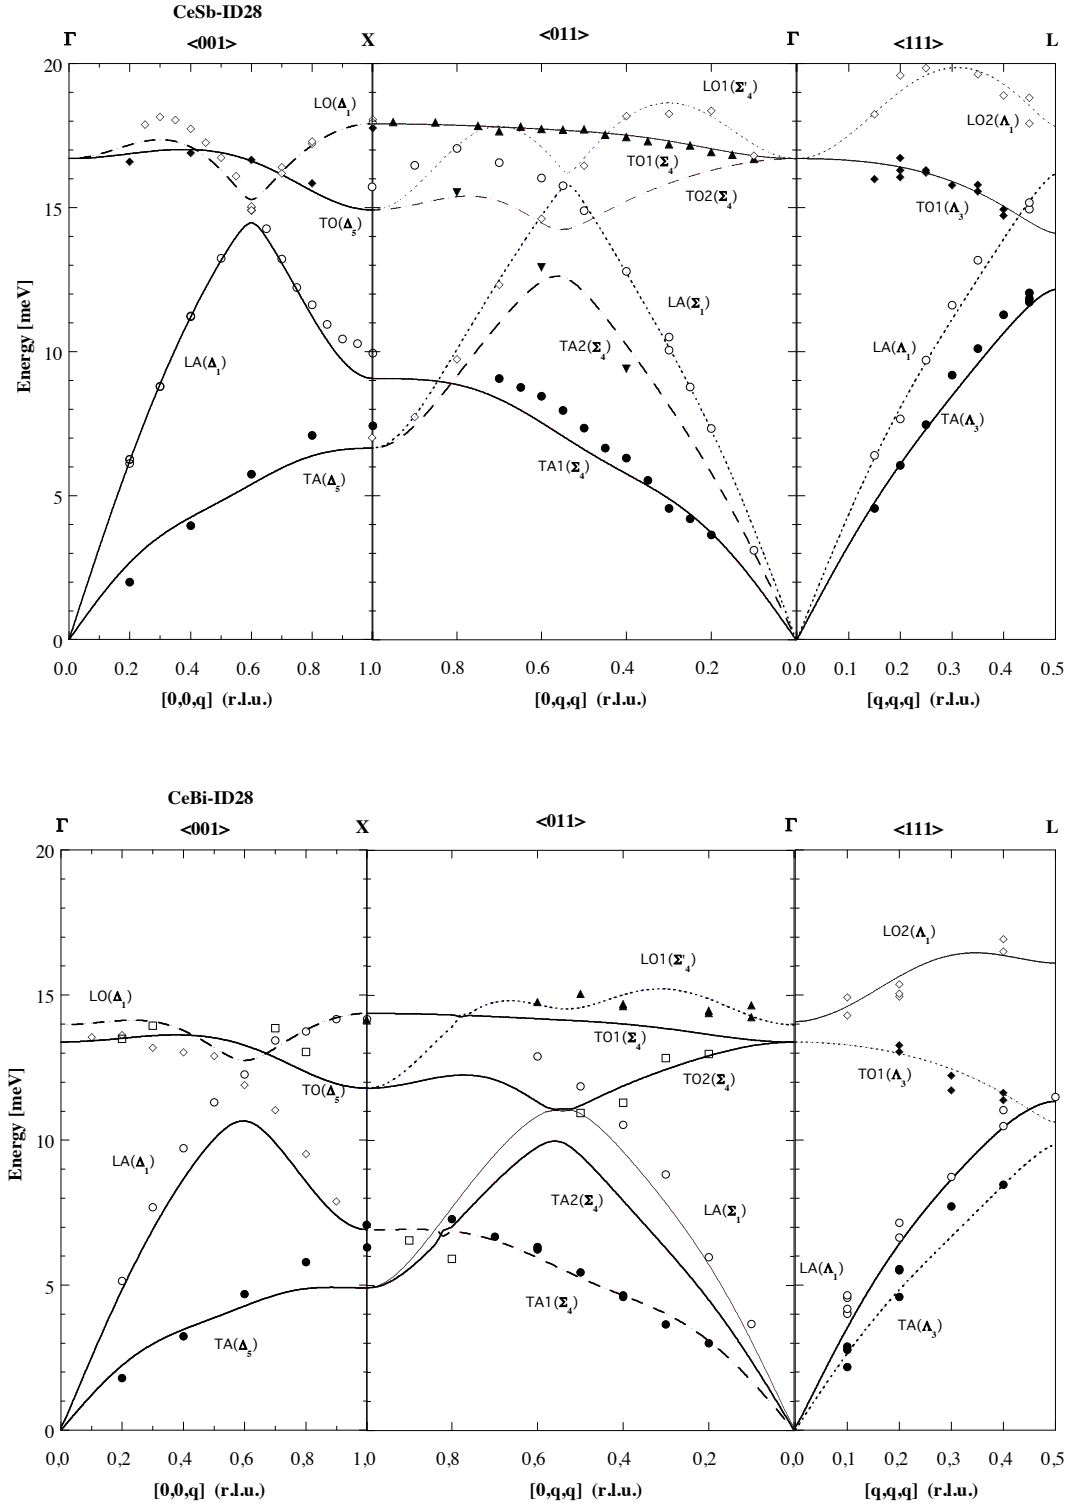 CeSb-ID28
Γ <001> X <011> Γ <111> L
20
15
10
5
0
Energy [meV]
LO(Δ₁)
TO(Δ₅)
LA(Δ₁)
TA(Δ₅)
LO1(Σ'₄)
TO1(Σ₄)
TO2(Σ₄)
LA(Σ₁)
TA2(Σ₄)
TA1(Σ₄)
LO2(Λ₁)
TO1(Λ₃)
LA(Λ₁)
TA(Λ₃)
0.0 0.2 0.4 0.6 0.8 1.0 0.8 0.6 0.4 0.2 0.0 0.1 0.2 0.3 0.4 0.5
[0,0,q] (r.l.u.) [0,q,q] (r.l.u.) [q,q,q] (r.l.u.)
CeBi-ID28
Γ <001> X <011> Γ <111> L
20
15
10
5
0
Energy [meV]
LO(Δ₁)
TO(Δ₅)
LA(Δ₁)
TA(Δ₅)
LO1(Σ'₄)
TO1(Σ₄)
TO2(Σ₄)
TA2(Σ₄)
LA(Σ₁)
TA1(Σ₄)
LO2(Λ₁)
TO1(Λ₃)
LA(Λ₁)
TA(Λ₃)
0,0 0,2 0,4 0,6 0,8 1,0 0,8 0,6 0,4 0,2 0,0 0,1 0,2 0,3 0,4 0,5
[0,0,q] (r.l.u.) [0,q,q] (r.l.u.) [q,q,q] (r.l.u.)